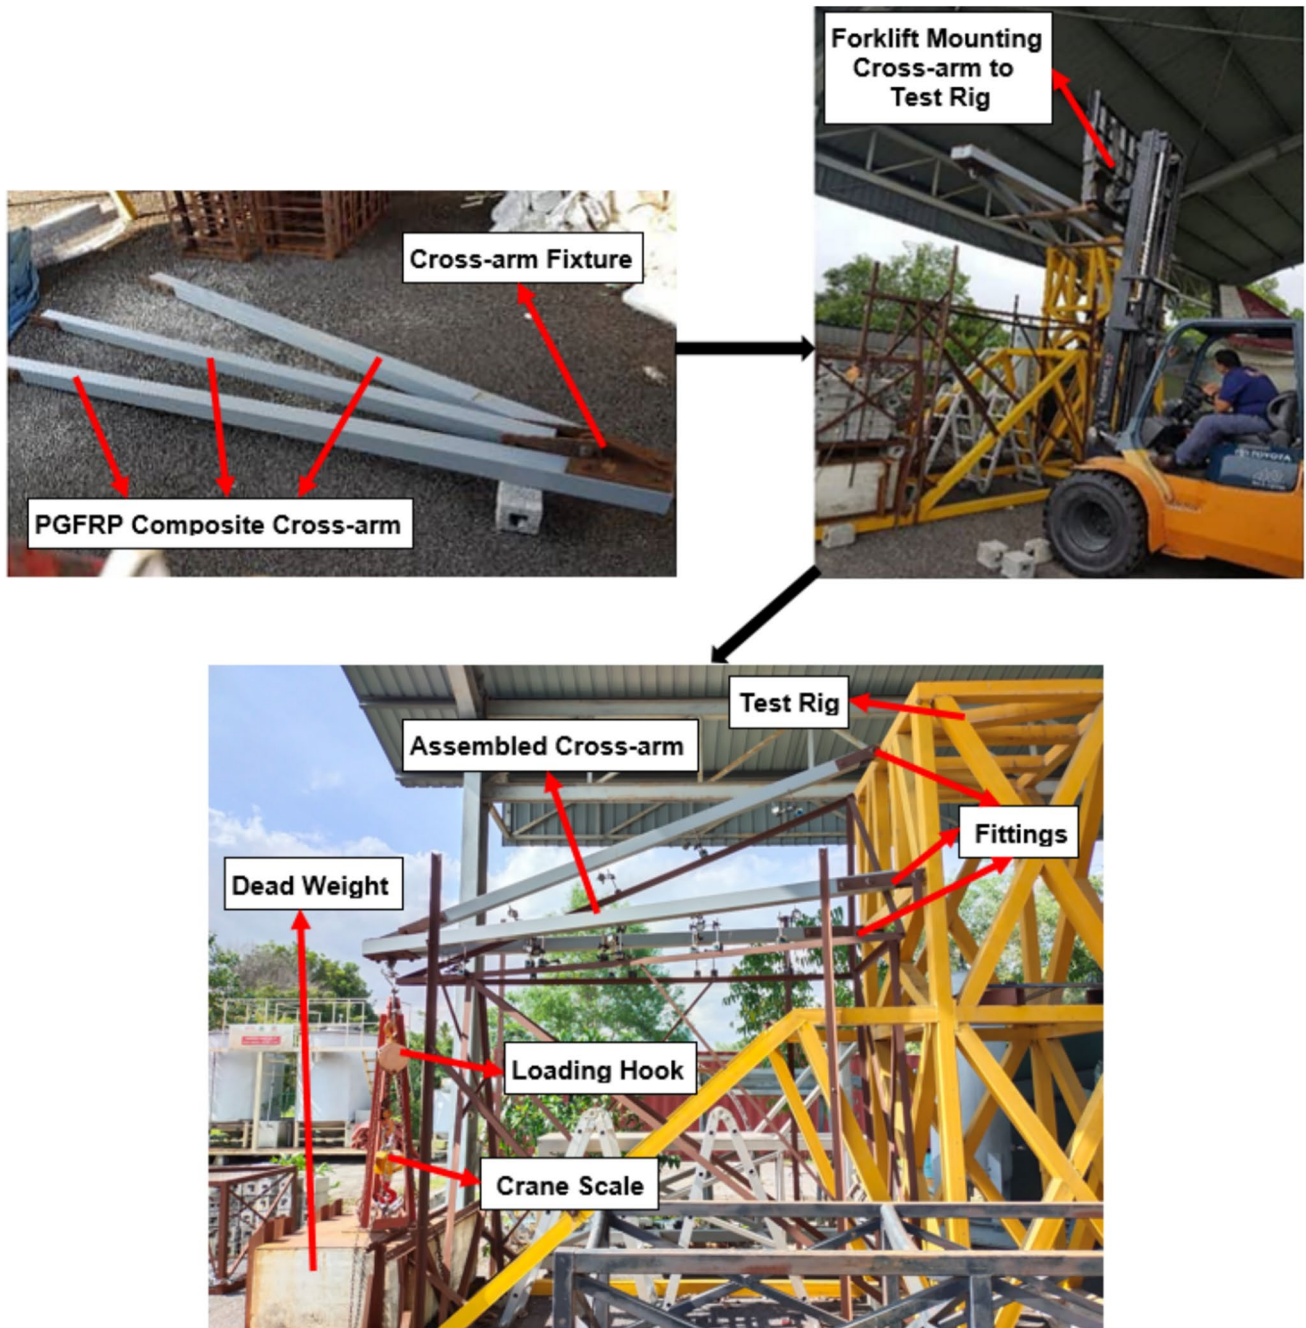 Forklift Mounting
Cross-arm to
Test Rig
Cross-arm Fixture
PGFRP Composite Cross-arm
TOYOTA
Test Rig
Assembled Cross-arm
Fittings
Dead Weight
Loading Hook
Crane Scale